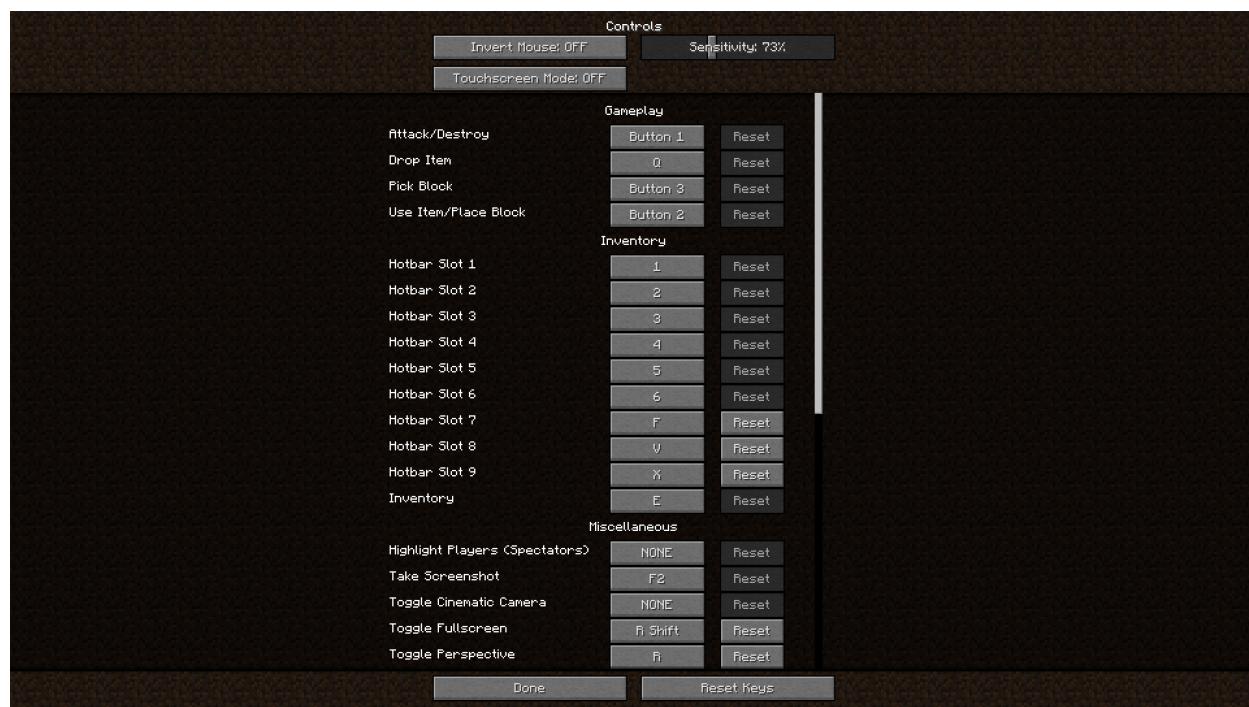 Controls
Invert Mouse: OFF Sensitivity: 73%
Touchscreen Mode: OFF
Gameplay
Attack/Destroy Button 1 Reset
Drop Item Q Reset
Pick Block Button 3 Reset
Use Item/Place Block Button 2 Reset
Inventory
Hotbar Slot 1 1 Reset
Hotbar Slot 2 2 Reset
Hotbar Slot 3 3 Reset
Hotbar Slot 4 4 Reset
Hotbar Slot 5 5 Reset
Hotbar Slot 6 6 Reset
Hotbar Slot 7 F Reset
Hotbar Slot 8 V Reset
Hotbar Slot 9 X Reset
Inventory E Reset
Miscellaneous
Highlight Players (Spectators) NONE Reset
Take Screenshot F2 Reset
Toggle Cinematic Camera NONE Reset
Toggle Fullscreen R Shift Reset
Toggle Perspective R Reset
Done Reset Keys